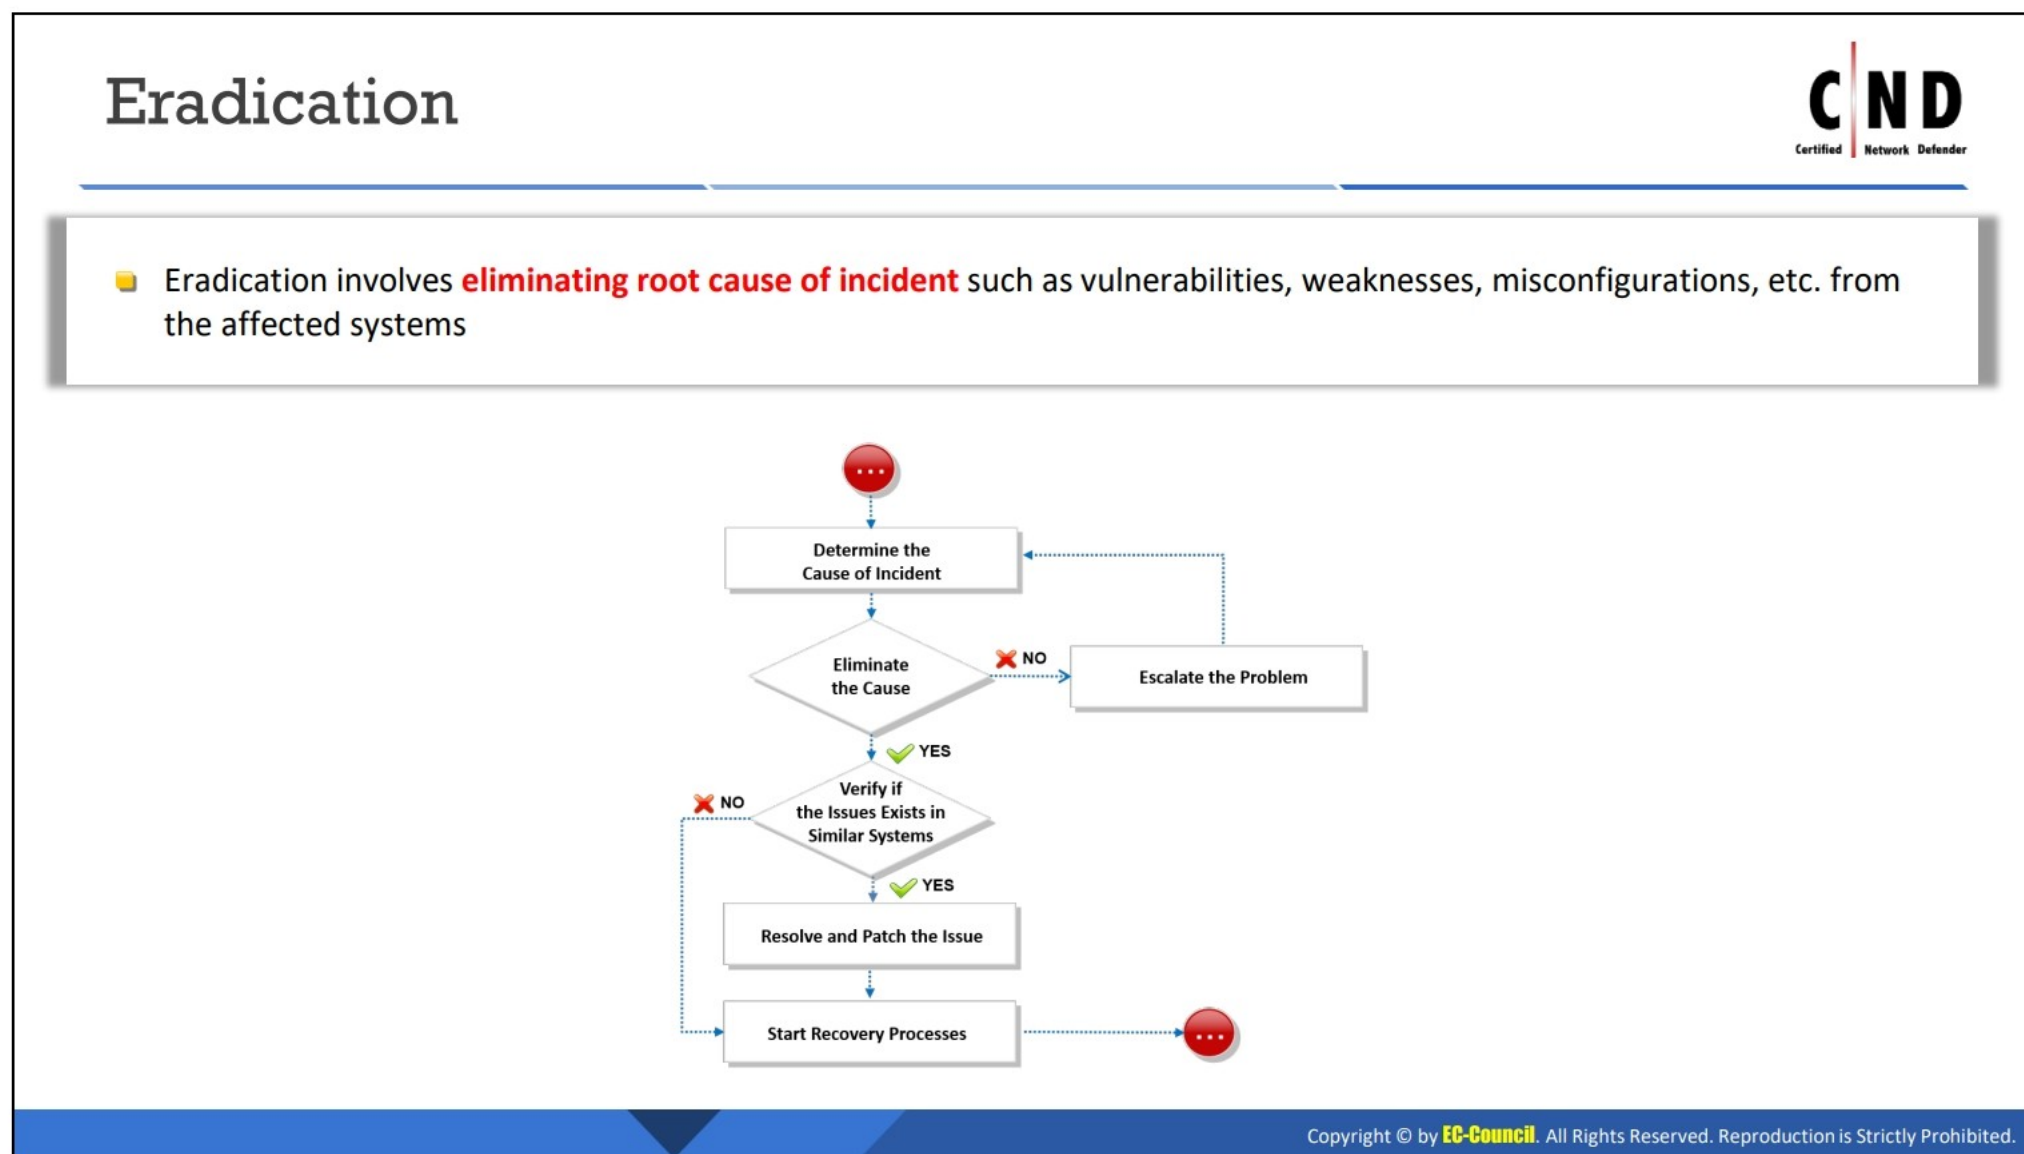 Eradication
C N D
Certified Network Defender
Eradication involves eliminating root cause of incident such as vulnerabilities, weaknesses, misconfigurations, etc. from
the affected systems
Determine the
Cause of Incident
Eliminate
the Cause
NO
Escalate the Problem
YES
Verify if
the Issues Exists in
Similar Systems
NO
YES
Resolve and Patch the Issue
Start Recovery Processes
Copyright © by EC-Council. All Rights Reserved. Reproduction is Strictly Prohibited.